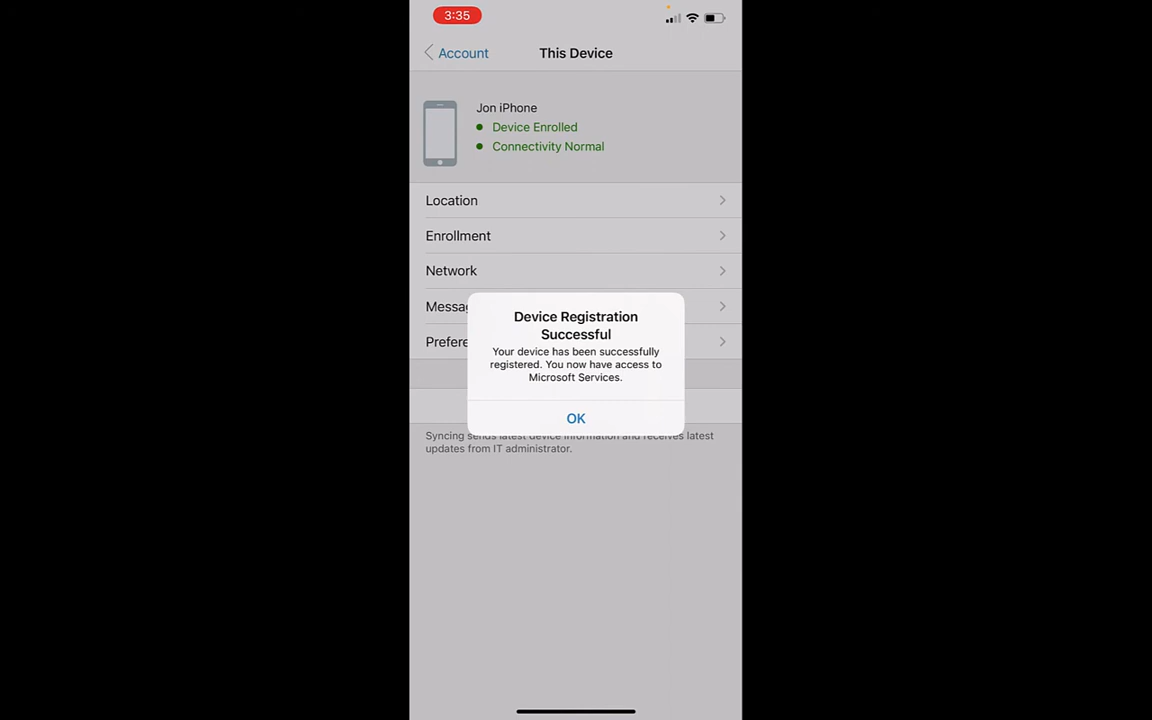 3:35
Account
This Device
Jon iPhone
Device Enrolled
Connectivity Normal
Location
Enrollment
Network
Messa
Prefere
Device Registration
Successful
Your device has been successfully
registered. You now have access to
Microsoft Services.
OK
Syncing sends latest device information and receives latest
updates from IT administrator.